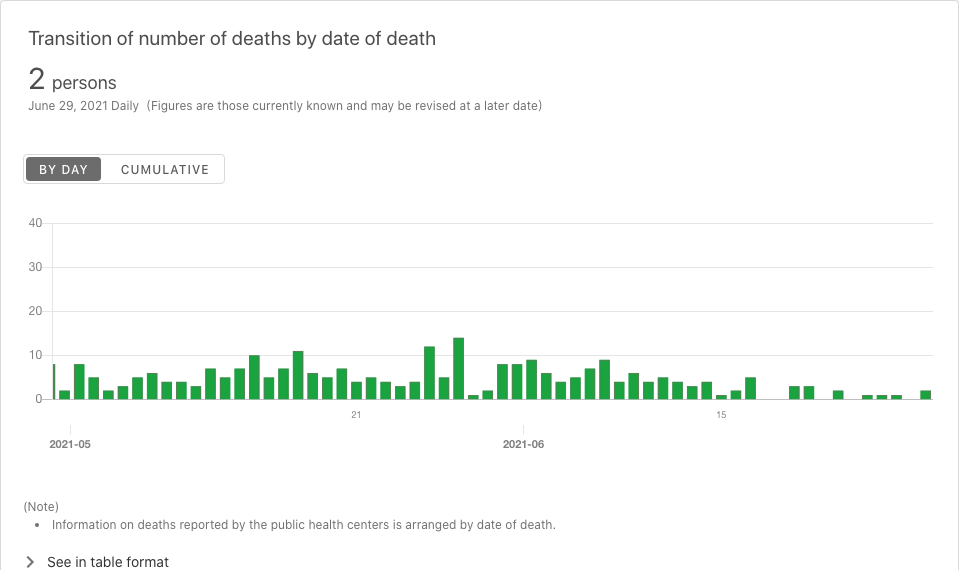 Transition of number of deaths by date of death
2 persons
June 29, 2021 Daily (Figures are those currently known and may be revised at a later date)
BY DAY CUMULATIVE
40
30
20
10
0
21 15
2021-05 2021-06
(Note)
• Information on deaths reported by the public health centers is arranged by date of death.
See in table format